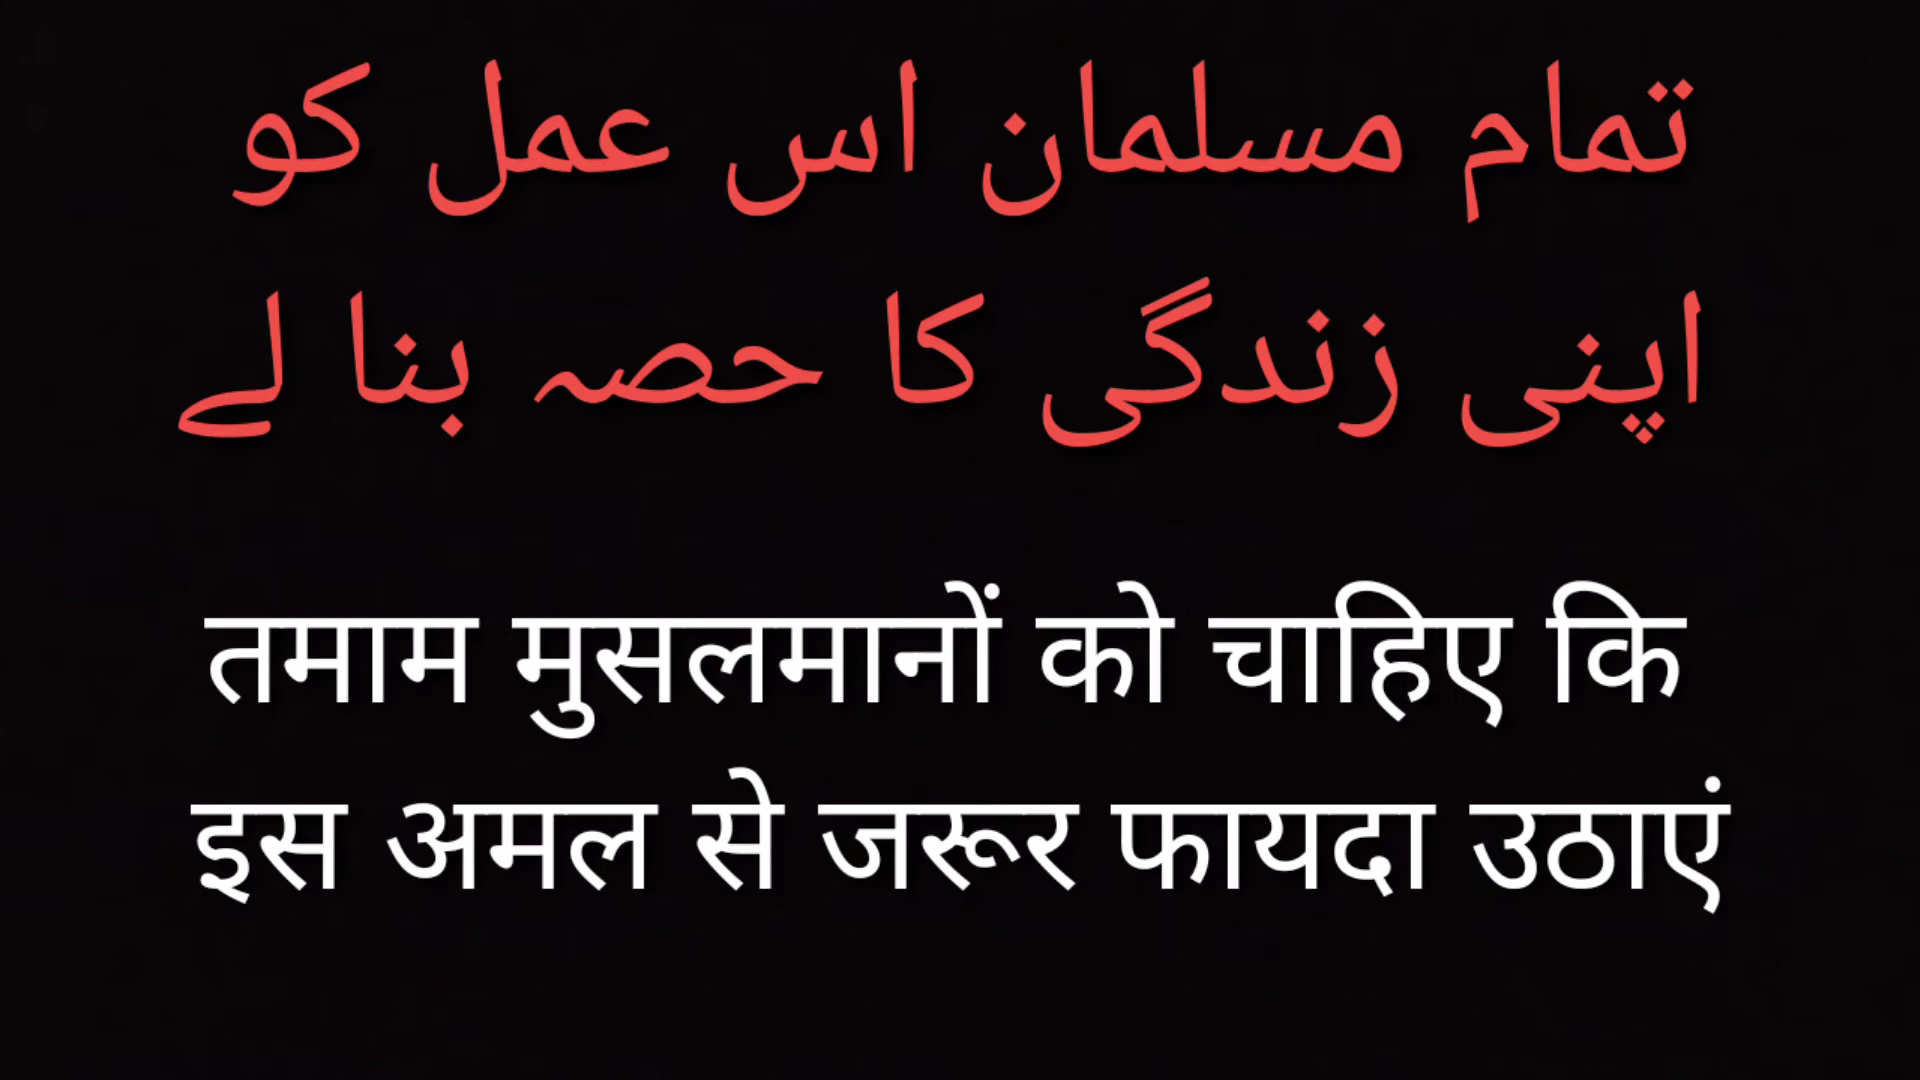 تمام مسلمان اس عمل کو
اپنی زندگی کا حصہ بنا لے
तमाम मुसलमानों को चाहिए कि
इस अमल से जरूर फायदा उठाएं